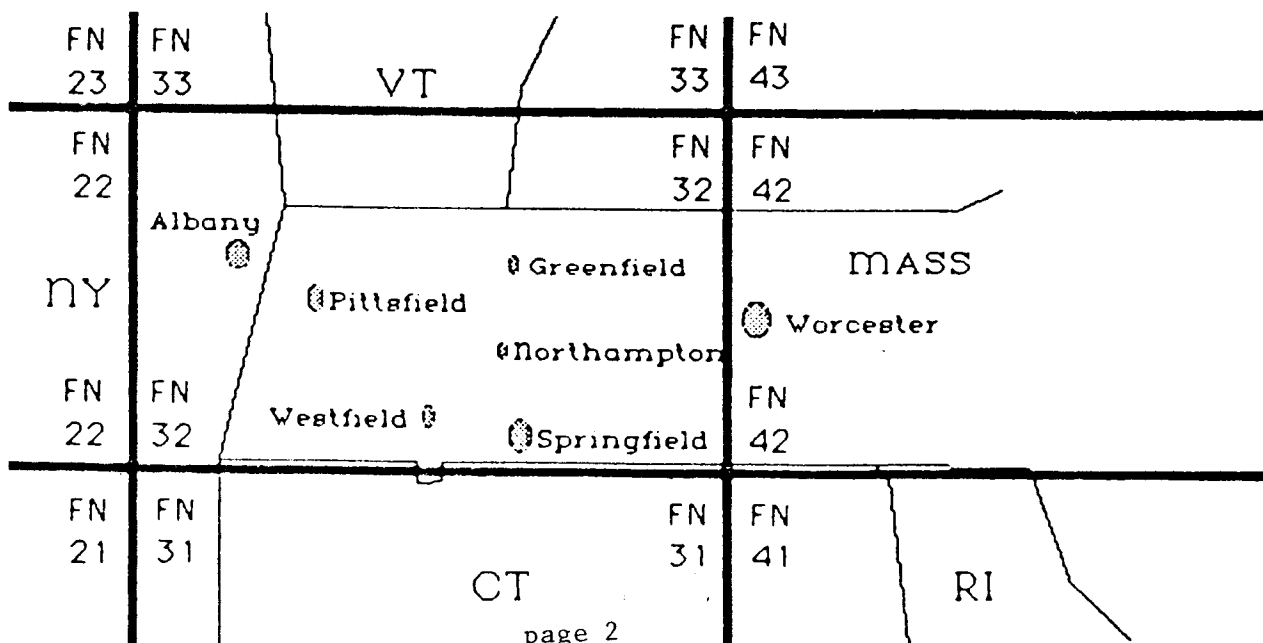 FN FN FN FN
23 33 VT 33 43
FN FN FN
22 32 42
Albany
Greenfield MASS
NY Pittsfield
Worcester
Northampton
FN FN FN
22 32 Westfield Springfield 42
FN FN FN FN
21 31 31 41
CT RI
page 2